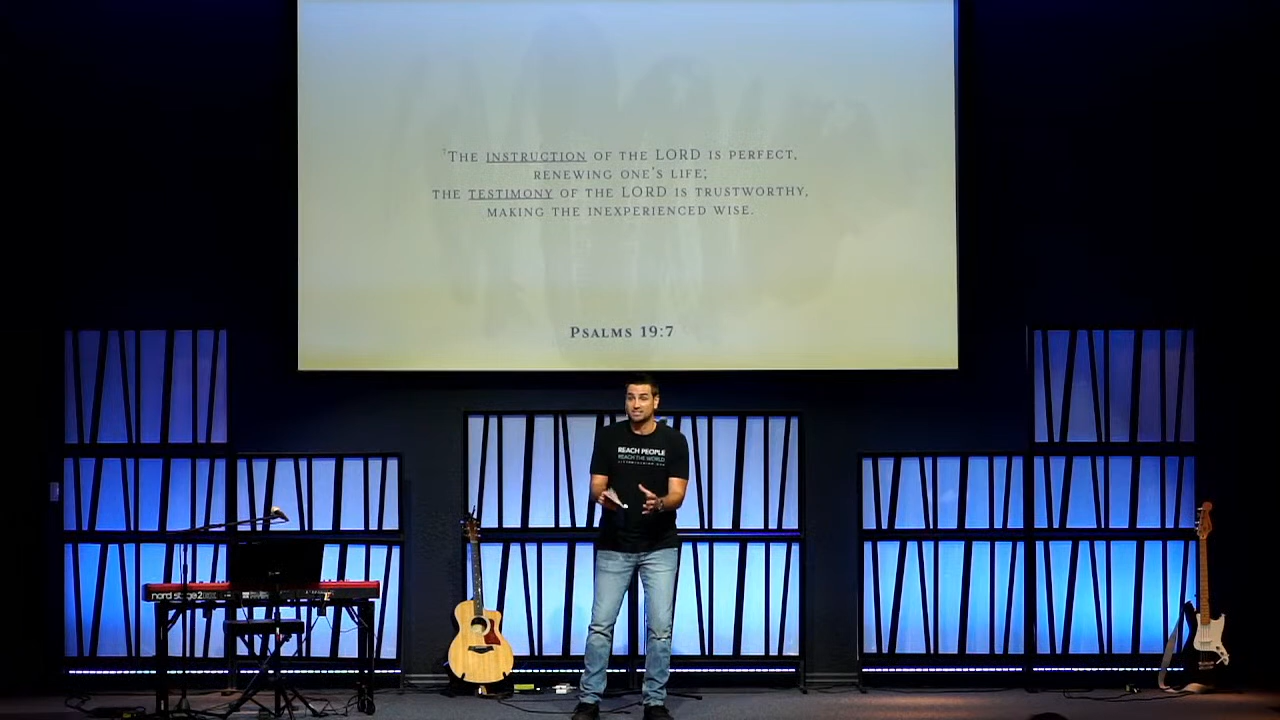 ⁷THE INSTRUCTION OF THE LORD IS PERFECT,
RENEWING ONE'S LIFE;
THE TESTIMONY OF THE LORD IS TRUSTWORTHY,
MAKING THE INEXPERIENCED WISE.
PSALMS 19:7
REACH PEOPLE
REACH THE WORLD
nord stage 2